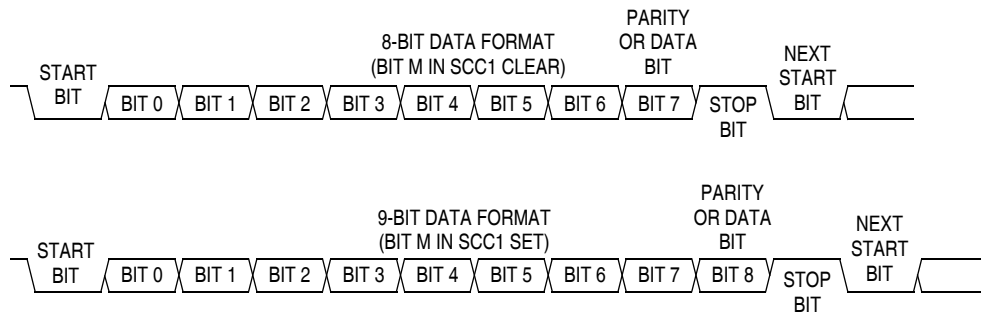 8-BIT DATA FORMAT
(BIT M IN SCC1 CLEAR)
PARITY
OR DATA
BIT
START
BIT
BIT 0
BIT 1
BIT 2
BIT 3
BIT 4
BIT 5
BIT 6
BIT 7
STOP
BIT
NEXT
START
BIT
9-BIT DATA FORMAT
(BIT M IN SCC1 SET)
PARITY
OR DATA
BIT
START
BIT
BIT 0
BIT 1
BIT 2
BIT 3
BIT 4
BIT 5
BIT 6
BIT 7
BIT 8
STOP
BIT
NEXT
START
BIT